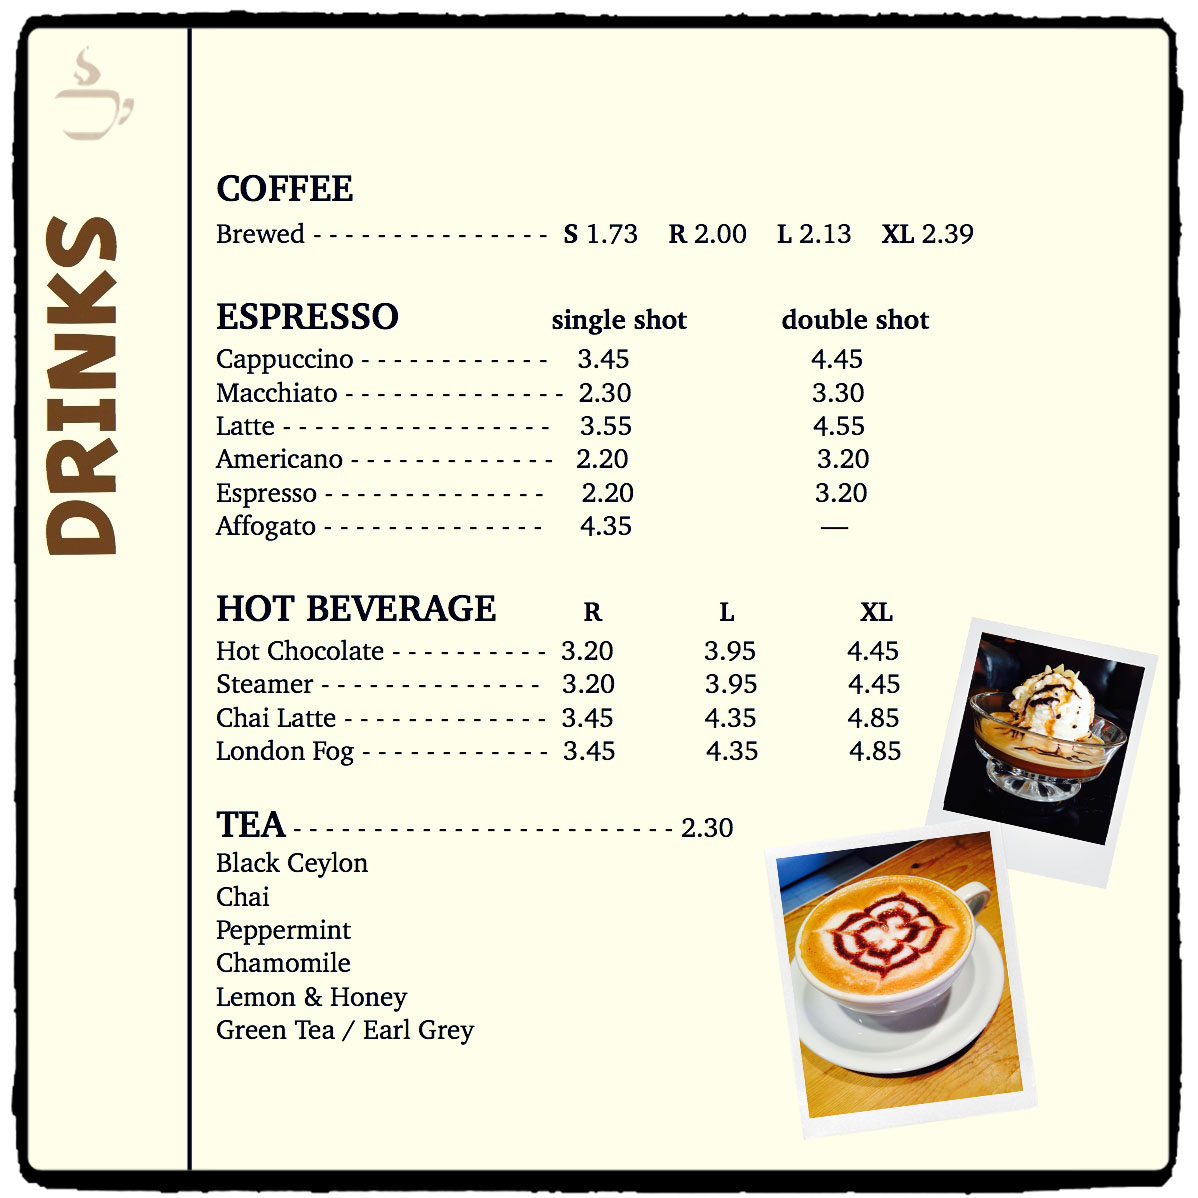 DRINKS
COFFEE
Brewed - - - - - - - - - - - - - - - S 1.73 R 2.00 L 2.13 XL 2.39
ESPRESSO single shot double shot
Cappuccino - - - - - - - - - - - - 3.45 4.45
Macchiato - - - - - - - - - - - - - - 2.30 3.30
Latte - - - - - - - - - - - - - - - - - 3.55 4.55
Americano - - - - - - - - - - - - - 2.20 3.20
Espresso - - - - - - - - - - - - - - 2.20 3.20
Affogato - - - - - - - - - - - - - - 4.35 —
HOT BEVERAGE R L XL
Hot Chocolate - - - - - - - - - - 3.20 3.95 4.45
Steamer - - - - - - - - - - - - - - 3.20 3.95 4.45
Chai Latte - - - - - - - - - - - - - 3.45 4.35 4.85
London Fog - - - - - - - - - - - - 3.45 4.35 4.85
TEA - - - - - - - - - - - - - - - - - - - - - - - - 2.30
Black Ceylon
Chai
Peppermint
Chamomile
Lemon & Honey
Green Tea / Earl Grey